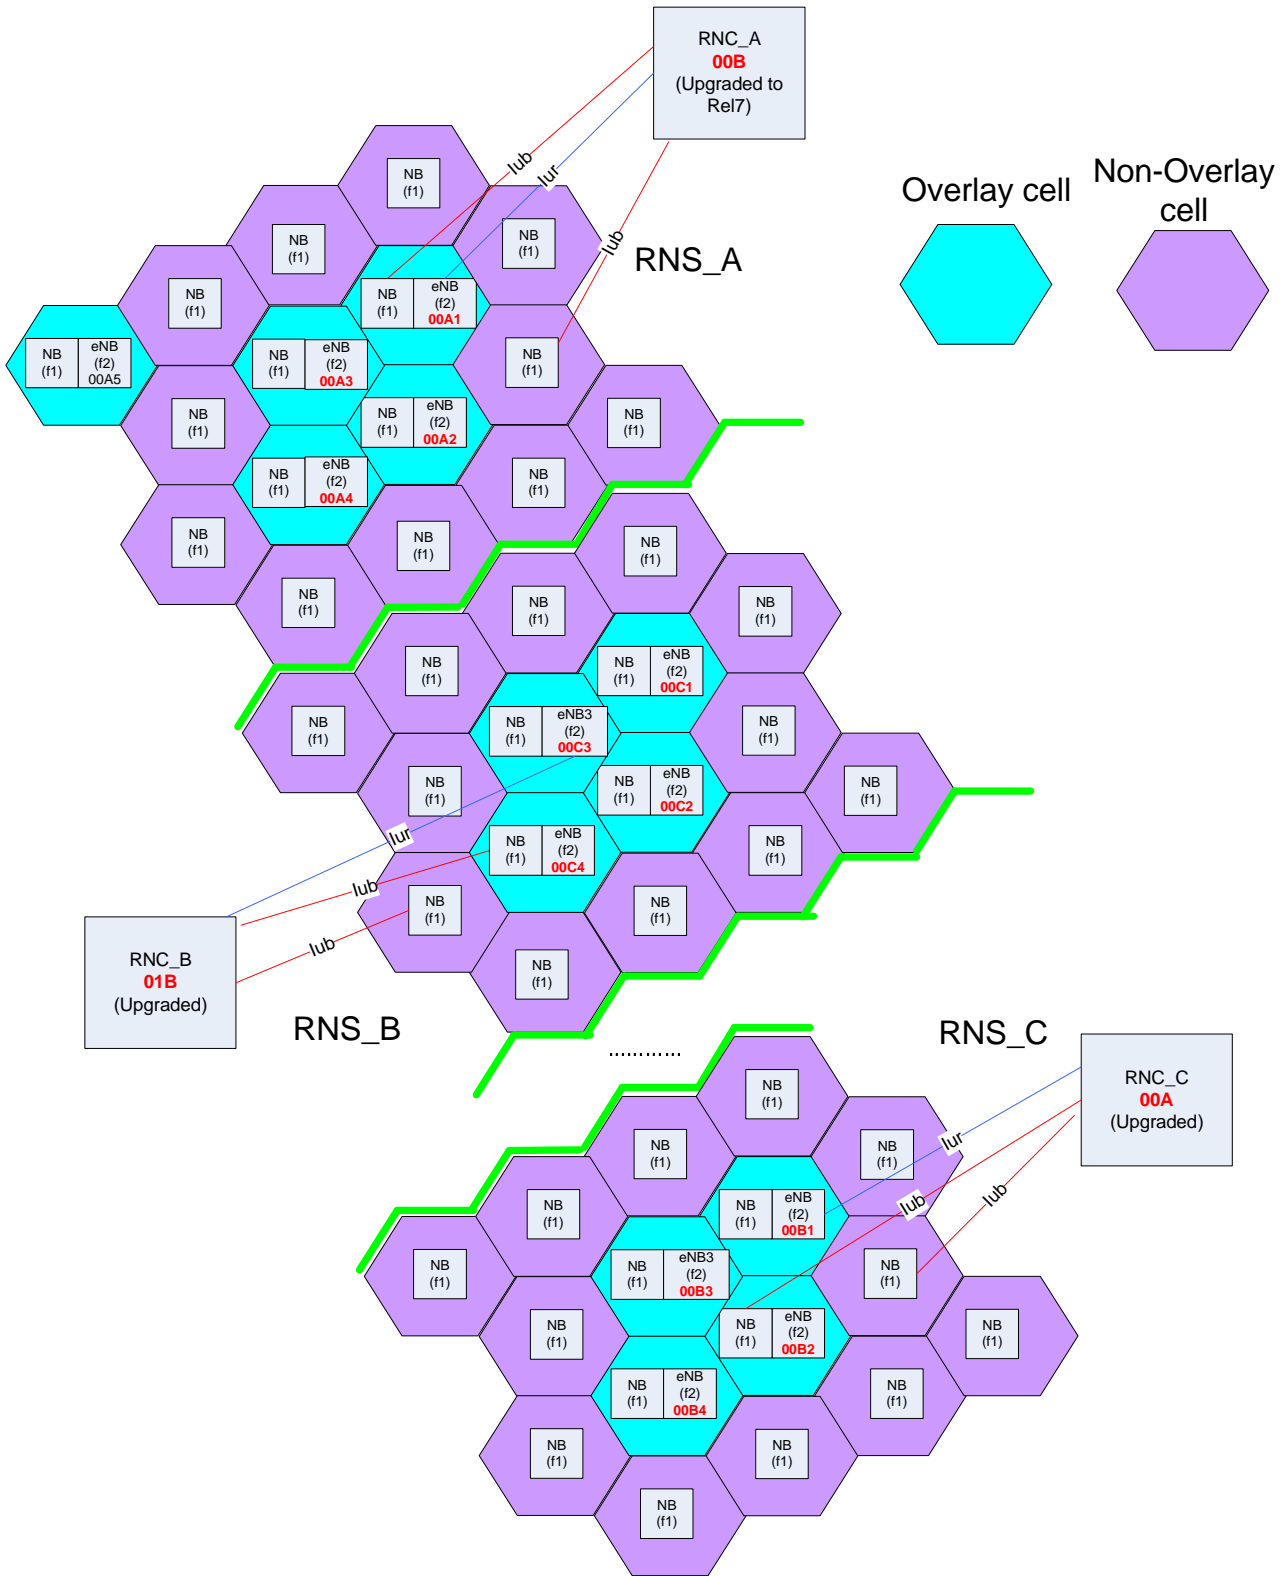 RNC_A
00B
(Upgraded to
Rel7)
Iub
Iur
Iub
Overlay cell
Non-Overlay
cell
RNS_A
NB
(f1)
NB
(f1)
NB
(f1)
NB
(f1)
NB
(f1)
eNB
(f2)
00A1
NB
(f1)
eNB
(f2)
00A5
NB
(f1)
eNB
(f2)
00A3
NB
(f1)
NB
(f1)
NB
(f1)
NB
(f1)
eNB
(f2)
00A2
NB
(f1)
eNB
(f2)
00A4
NB
(f1)
NB
(f1)
NB
(f1)
NB
(f1)
NB
(f1)
NB
(f1)
NB
(f1)
NB
(f1)
NB
(f1)
eNB
(f2)
00C1
NB
(f1)
NB
(f1)
eNB3
(f2)
00C3
NB
(f1)
NB
(f1)
NB
(f1)
eNB
(f2)
00C2
NB
(f1)
Iur
NB
(f1)
eNB
(f2)
00C4
NB
(f1)
Iub
NB
(f1)
NB
(f1)
Iub
NB
(f1)
RNC_B
01B
(Upgraded)
RNS_B
............
RNS_C
RNC_C
00A
(Upgraded)
NB
(f1)
NB
(f1)
NB
(f1)
Iur
Iub
Iub
NB
(f1)
NB
(f1)
eNB
(f2)
00B1
NB
(f1)
NB
(f1)
eNB3
(f2)
00B3
NB
(f1)
NB
(f1)
NB
(f1)
eNB
(f2)
00B2
NB
(f1)
NB
(f1)
eNB
(f2)
00B4
NB
(f1)
NB
(f1)
NB
(f1)
NB
(f1)